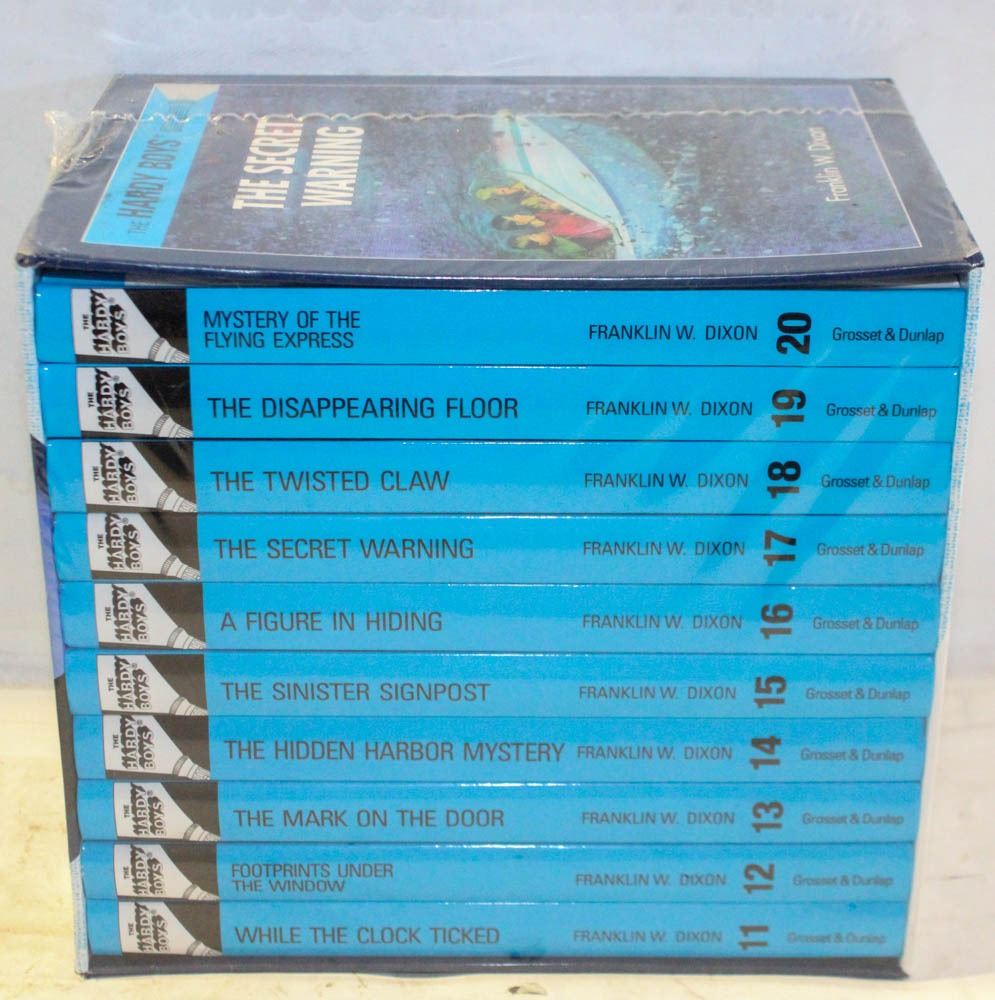 THE HARDY BOYS
THE SECRET
WARNING
Franklin W. Dixon
THE
HARDY
BOYS®
MYSTERY OF THE
FLYING EXPRESS
FRANKLIN W. DIXON
20
Grosset & Dunlap
THE
HARDY
BOYS®
THE DISAPPEARING FLOOR
FRANKLIN W. DIXON
19
Grosset & Dunlap
THE
HARDY
BOYS®
THE TWISTED CLAW
FRANKLIN W. DIXON
18
Grosset & Dunlap
THE
HARDY
BOYS®
THE SECRET WARNING
FRANKLIN W. DIXON
17
Grosset & Dunlap
THE
HARDY
BOYS®
A FIGURE IN HIDING
FRANKLIN W. DIXON
16
Grosset & Dunlap
THE
HARDY
BOYS®
THE SINISTER SIGNPOST
FRANKLIN W. DIXON
15
Grosset & Dunlap
THE
HARDY
BOYS®
THE HIDDEN HARBOR MYSTERY
FRANKLIN W. DIXON
14
Grosset & Dunlap
THE
HARDY
BOYS®
THE MARK ON THE DOOR
FRANKLIN W. DIXON
13
Grosset & Dunlap
THE
HARDY
BOYS®
FOOTPRINTS UNDER
THE WINDOW
FRANKLIN W. DIXON
12
Grosset & Dunlap
THE
HARDY
BOYS®
WHILE THE CLOCK TICKED
FRANKLIN W. DIXON
11
Grosset & Dunlap